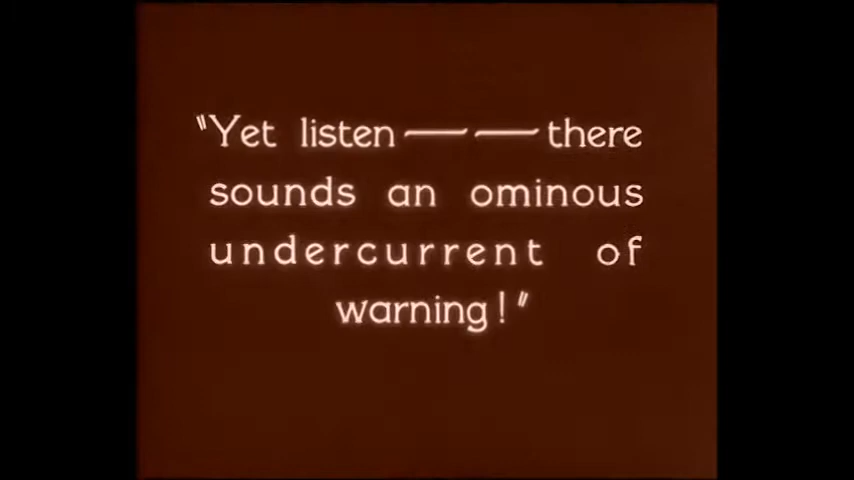 "Yet listen — — there
sounds an ominous
undercurrent of
warning!"